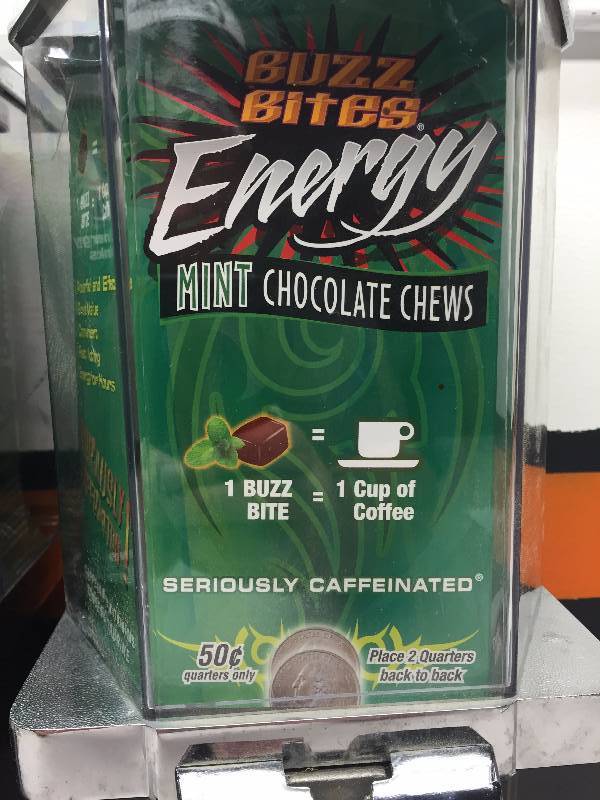 BUZZ
Bites
Energy
MINT CHOCOLATE CHEWS
=
1 BUZZ BITE = 1 Cup of Coffee
SERIOUSLY CAFFEINATED®
50¢
quarters only
Place 2 Quarters
back to back